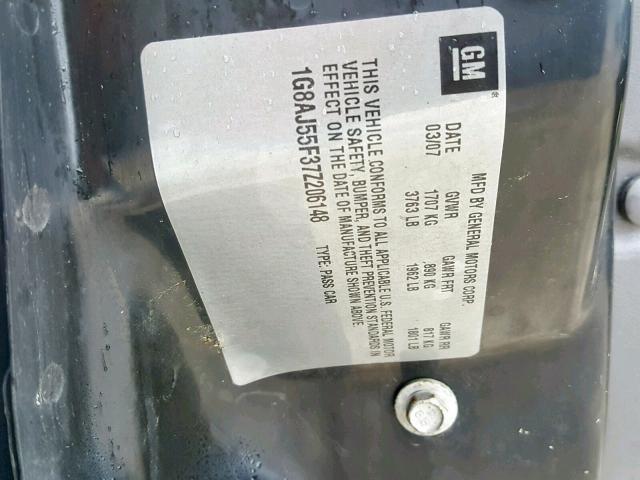 GM
MFD BY GENERAL MOTORS CORP.
DATE GVWR GAWR FRT GAWR RR
03/07 1707 KG .890 KG 817 KG
3763 LB 1962 LB 1801 LB
THIS VEHICLE CONFORMS TO ALL APPLICABLE U.S. FEDERAL MOTOR
VEHICLE SAFETY, BUMPER, AND THEFT PREVENTION STANDARDS IN
EFFECT ON THE DATE OF MANUFACTURE SHOWN ABOVE.
1G8AJ55F37Z206148 TYPE: PASS CAR